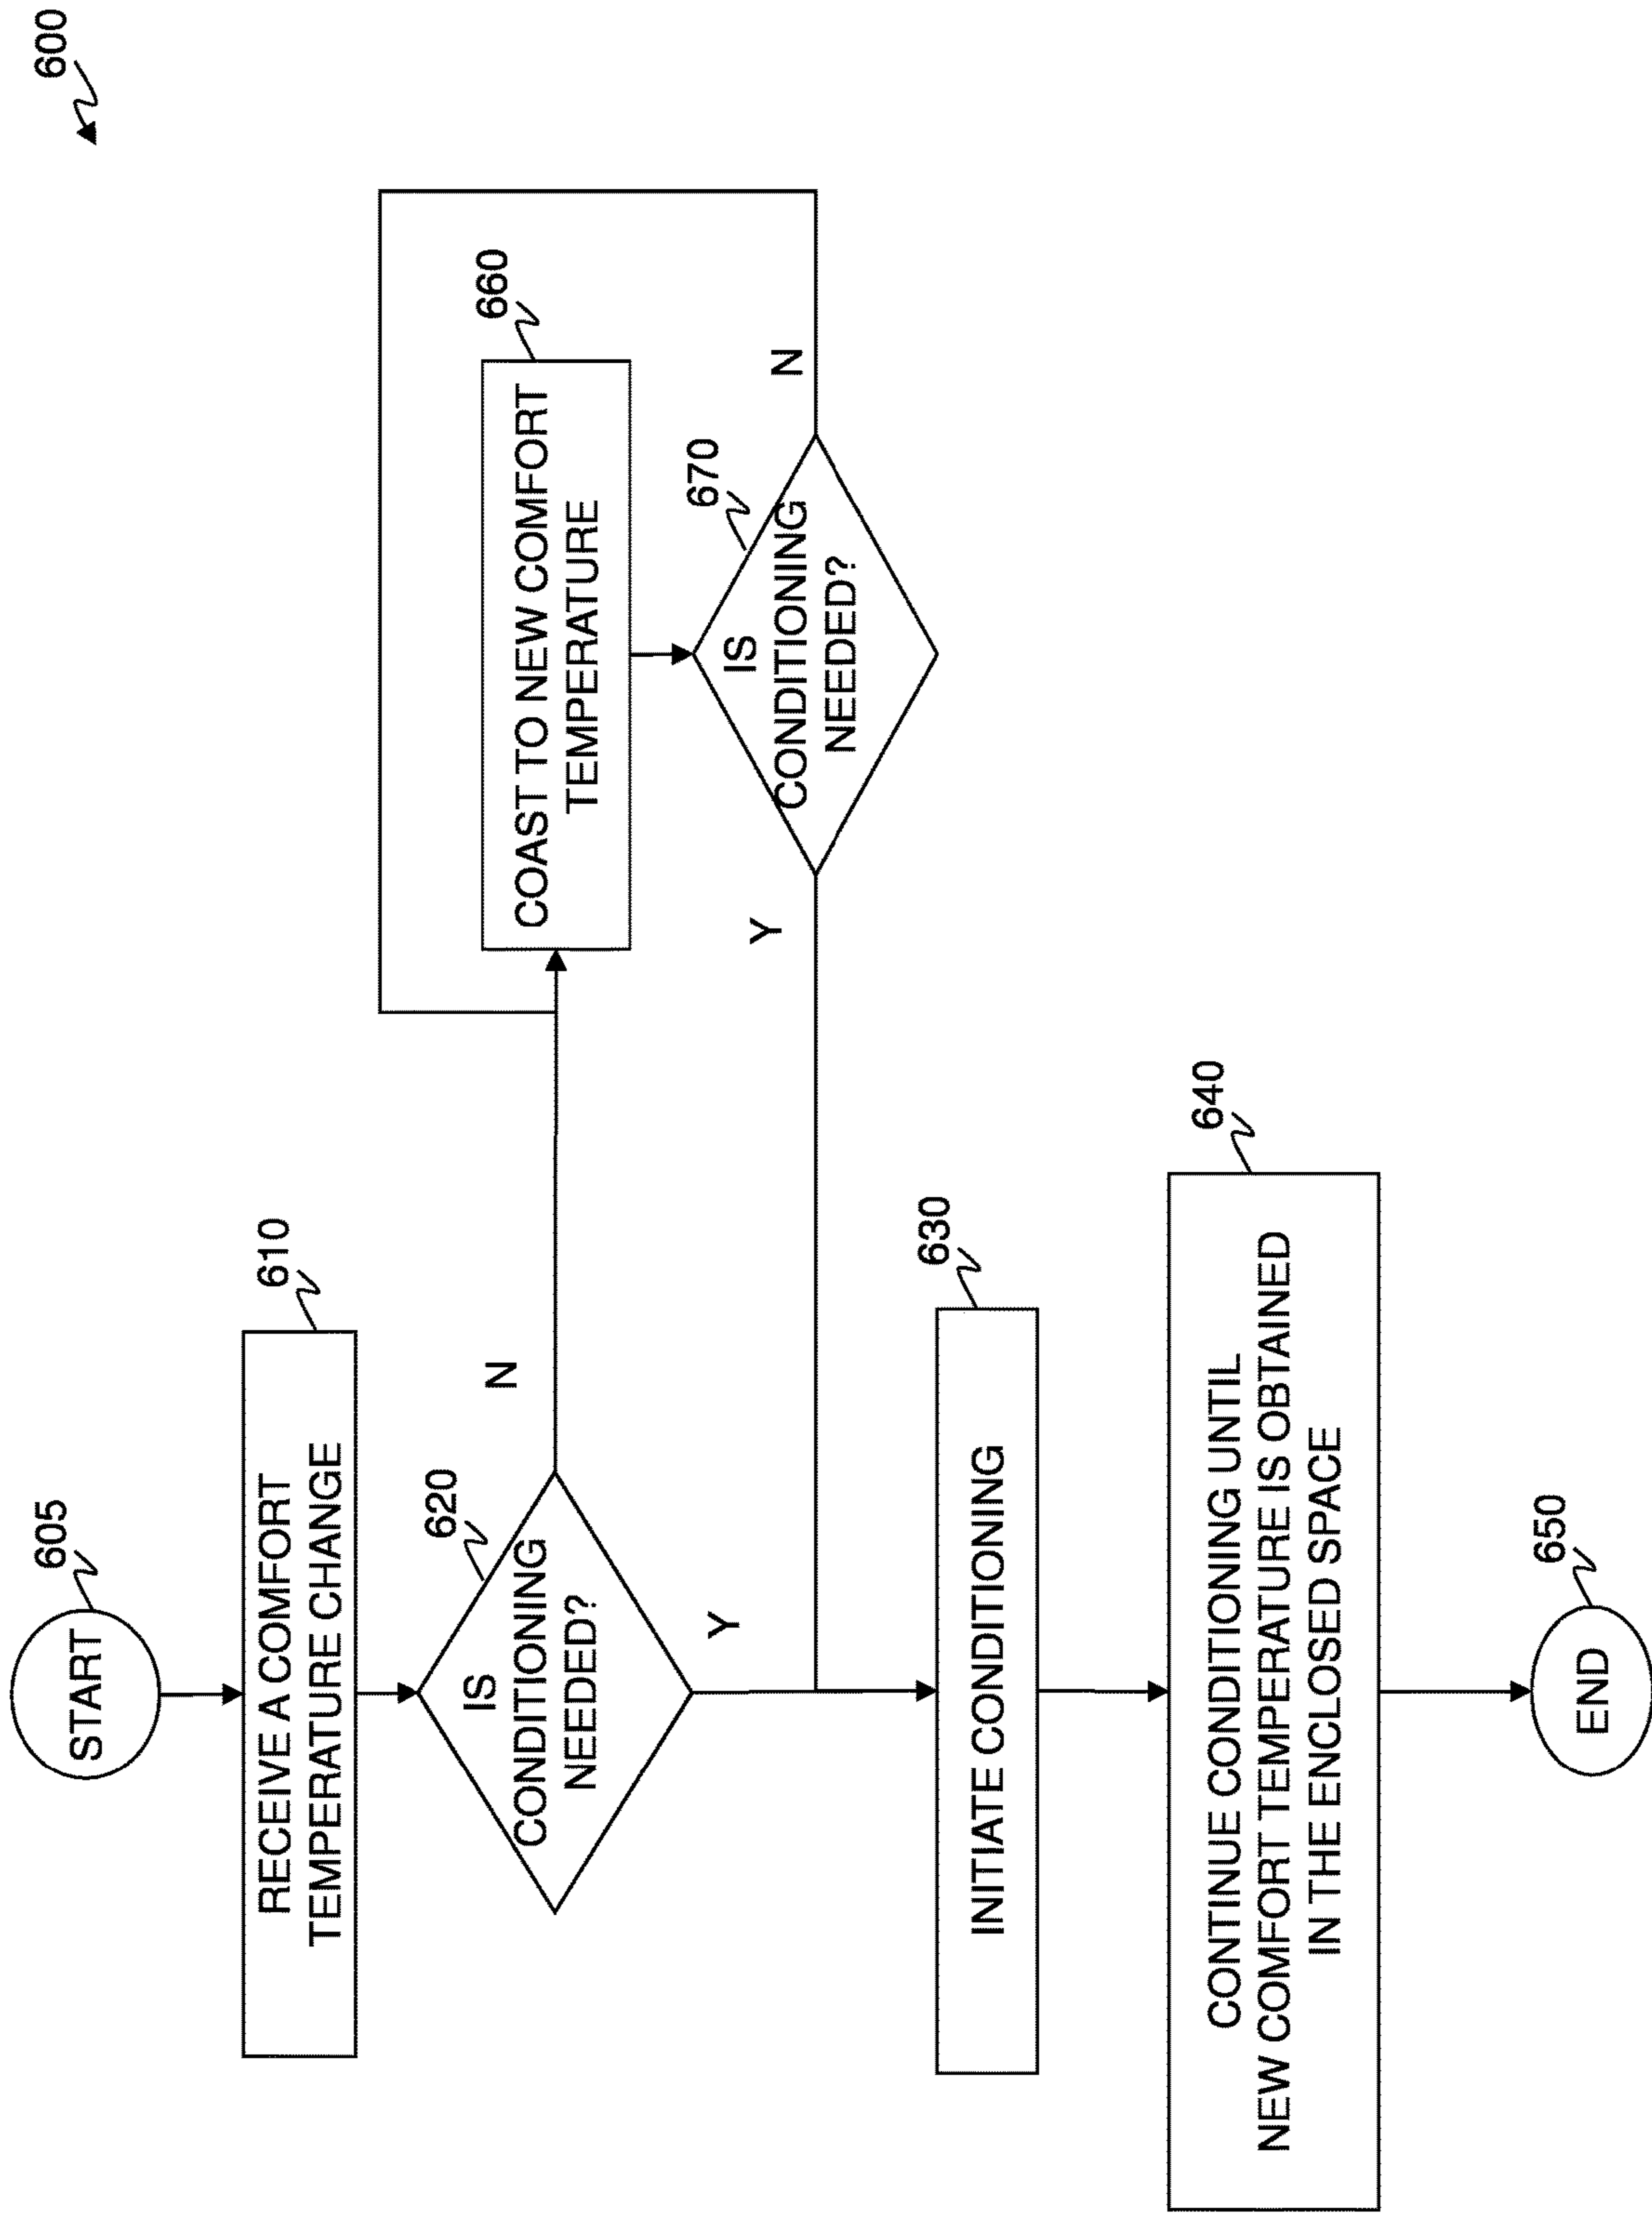 600
605
START
610
RECEIVE A COMFORT
TEMPERATURE CHANGE
620
IS
CONDITIONING
NEEDED?
N
Y
660
COAST TO NEW COMFORT
TEMPERATURE
670
IS
CONDITIONING
NEEDED?
N
Y
630
INITIATE CONDITIONING
640
CONTINUE CONDITIONING UNTIL
NEW COMFORT TEMPERATURE IS OBTAINED
IN THE ENCLOSED SPACE
650
END